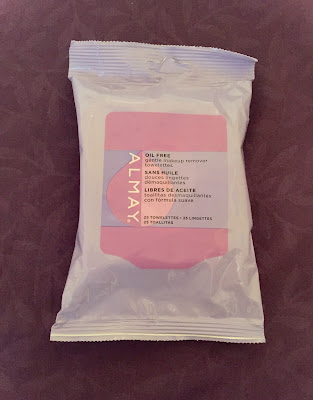 ALMAY.
OIL FREE
gentle makeup remover
towelettes
SANS HUILE
douces lingettes
démaquillantes
LIBRES DE ACEITE
toallitas desmaquillantes
con fórmula suave
25 TOWELETTES • 25 LINGETTES
25 TOALLITAS